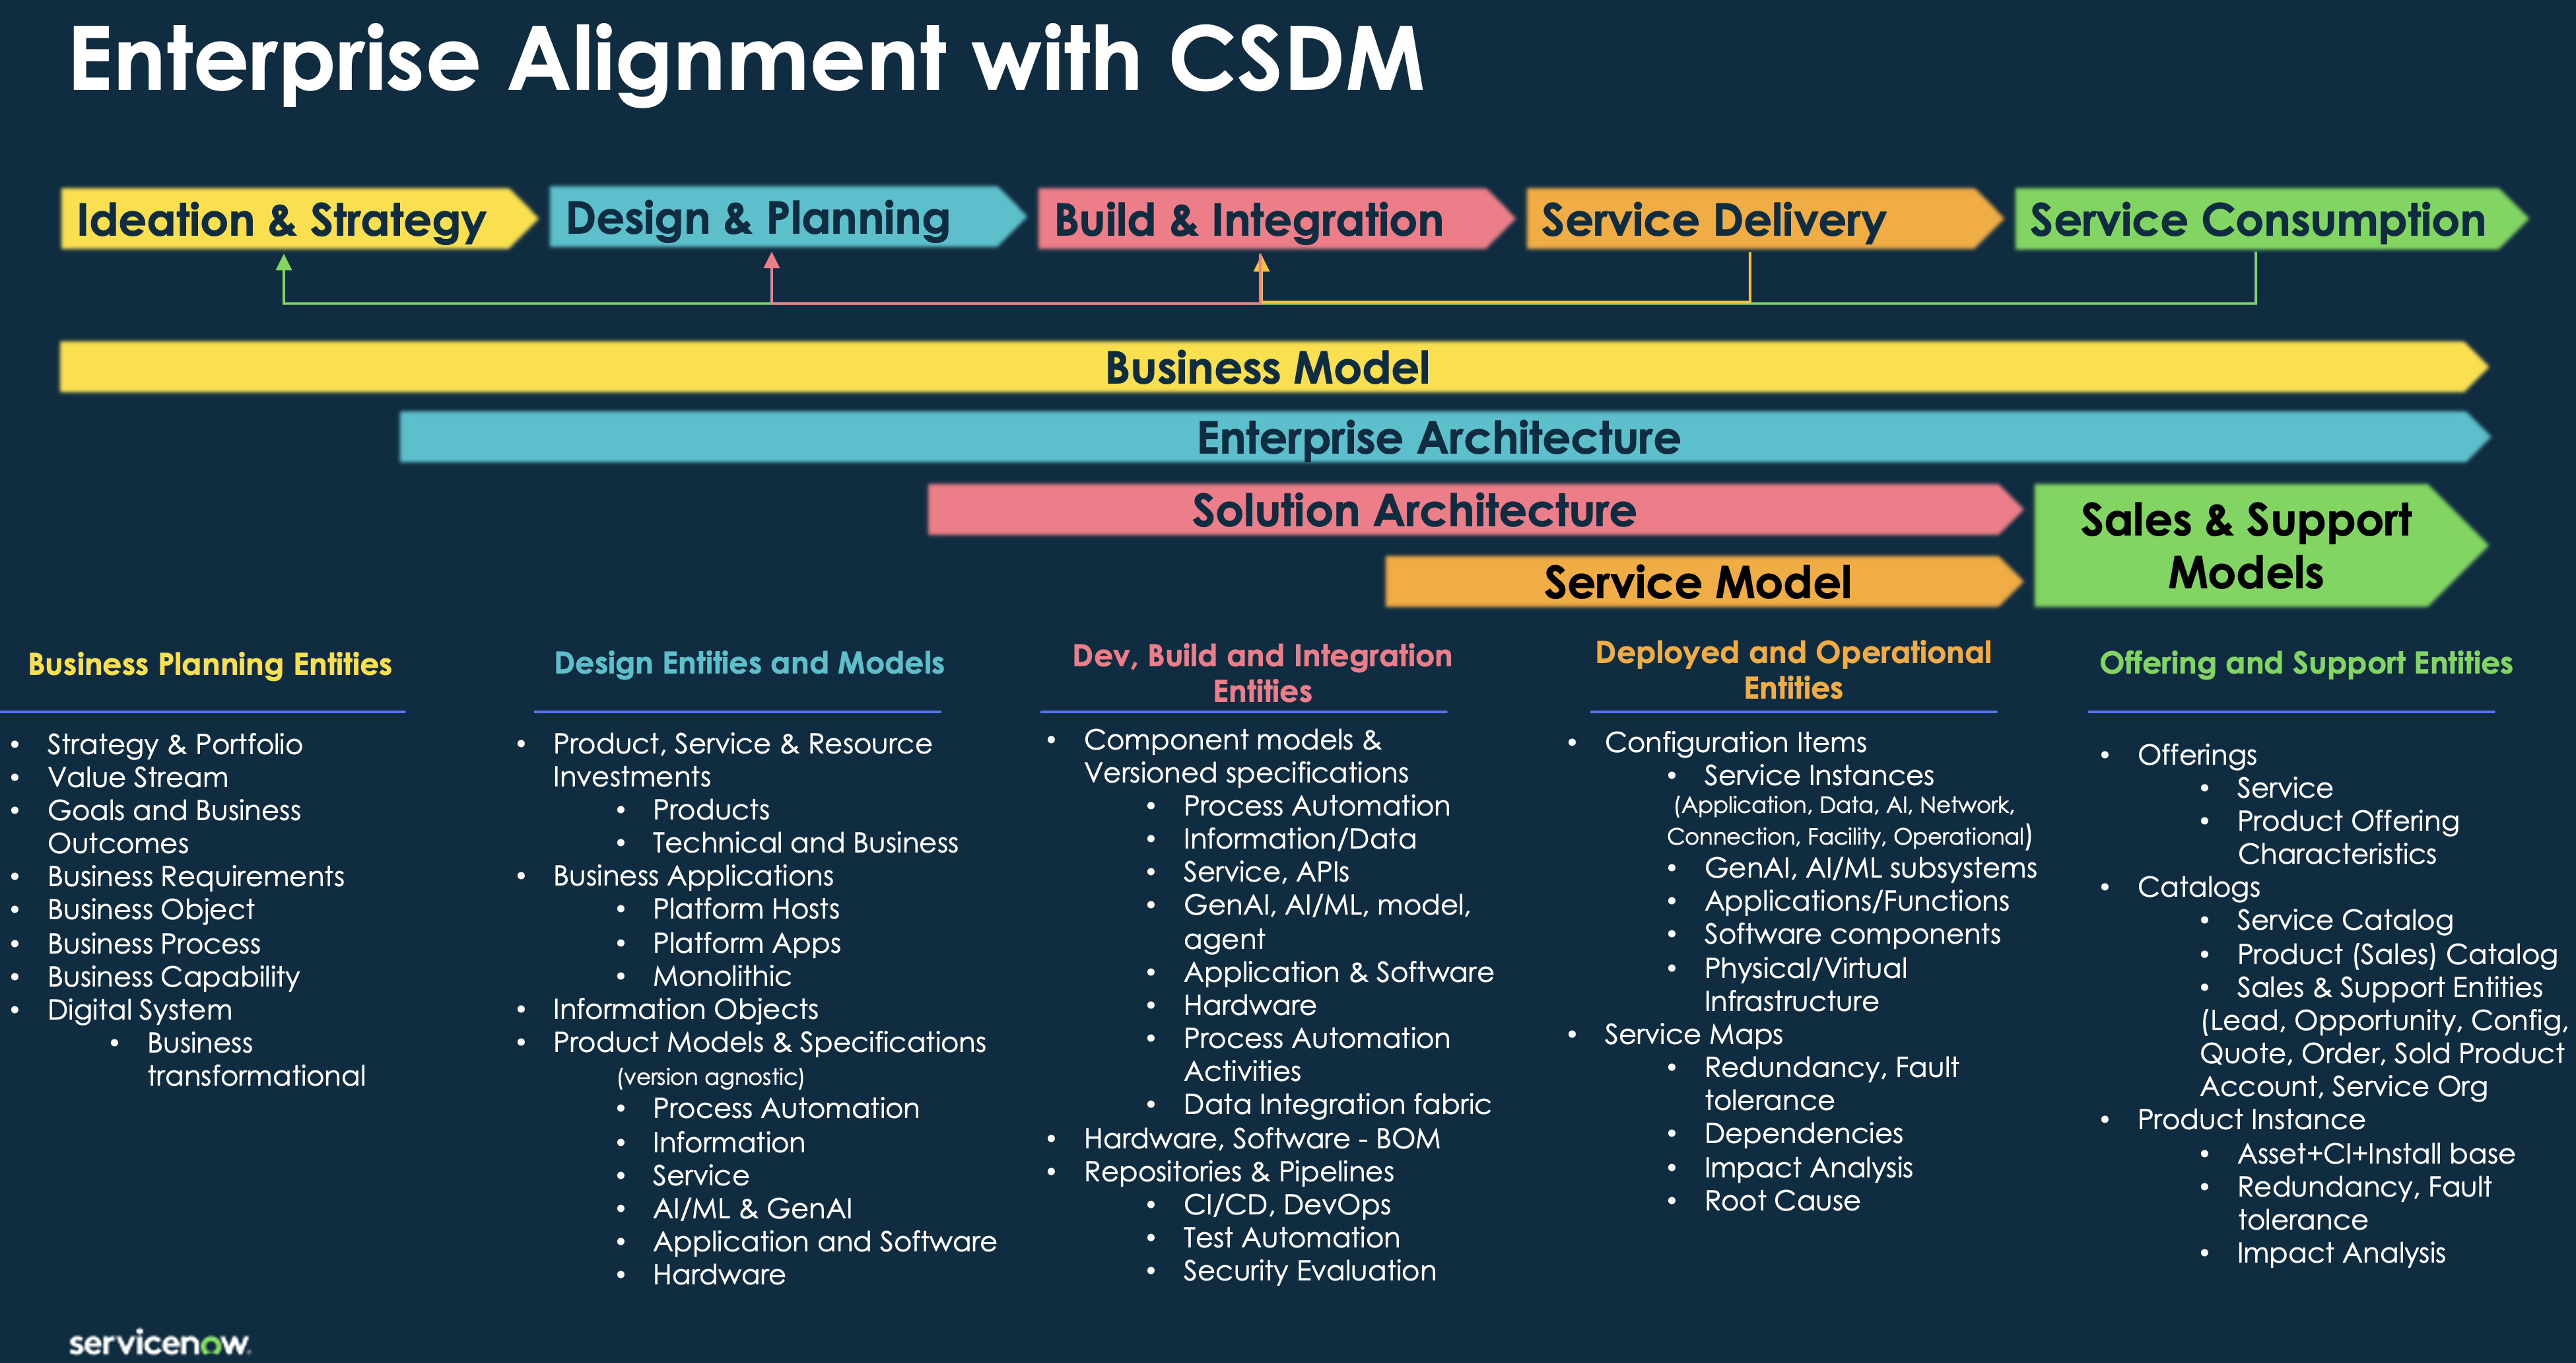 Enterprise Alignment with CSDM
Ideation & Strategy
Design & Planning
Build & Integration
Service Delivery
Service Consumption
Business Model
Enterprise Architecture
Solution Architecture
Service Model
Sales & Support
Models
Business Planning Entities
• Strategy & Portfolio
• Value Stream
• Goals and Business
Outcomes
• Business Requirements
• Business Object
• Business Process
• Business Capability
• Digital System
• Business
transformational
Design Entities and Models
• Product, Service & Resource
Investments
• Products
• Technical and Business
• Business Applications
• Platform Hosts
• Platform Apps
• Monolithic
• Information Objects
• Product Models & Specifications
(version agnostic)
• Process Automation
• Information
• Service
• AI/ML & GenAI
• Application and Software
• Hardware
Dev, Build and Integration
Entities
• Component models &
Versioned specifications
• Process Automation
• Information/Data
• Service, APIs
• GenAI, AI/ML, model,
agent
• Application & Software
• Hardware
• Process Automation
Activities
• Data Integration fabric
• Hardware, Software - BOM
• Repositories & Pipelines
• CI/CD, DevOps
• Test Automation
• Security Evaluation
Deployed and Operational
Entities
• Configuration Items
• Service Instances
(Application, Data, AI, Network,
Connection, Facility, Operational)
• GenAI, AI/ML subsystems
• Applications/Functions
• Software components
• Physical/Virtual
Infrastructure
• Service Maps
• Redundancy, Fault
tolerance
• Dependencies
• Impact Analysis
• Root Cause
Offering and Support Entities
• Offerings
• Service
• Product Offering
Characteristics
• Catalogs
• Service Catalog
• Product (Sales) Catalog
• Sales & Support Entities
(Lead, Opportunity, Config,
Quote, Order, Sold Product
Account, Service Org
• Product Instance
• Asset+CI+Install base
• Redundancy, Fault
tolerance
• Impact Analysis
servicenow.